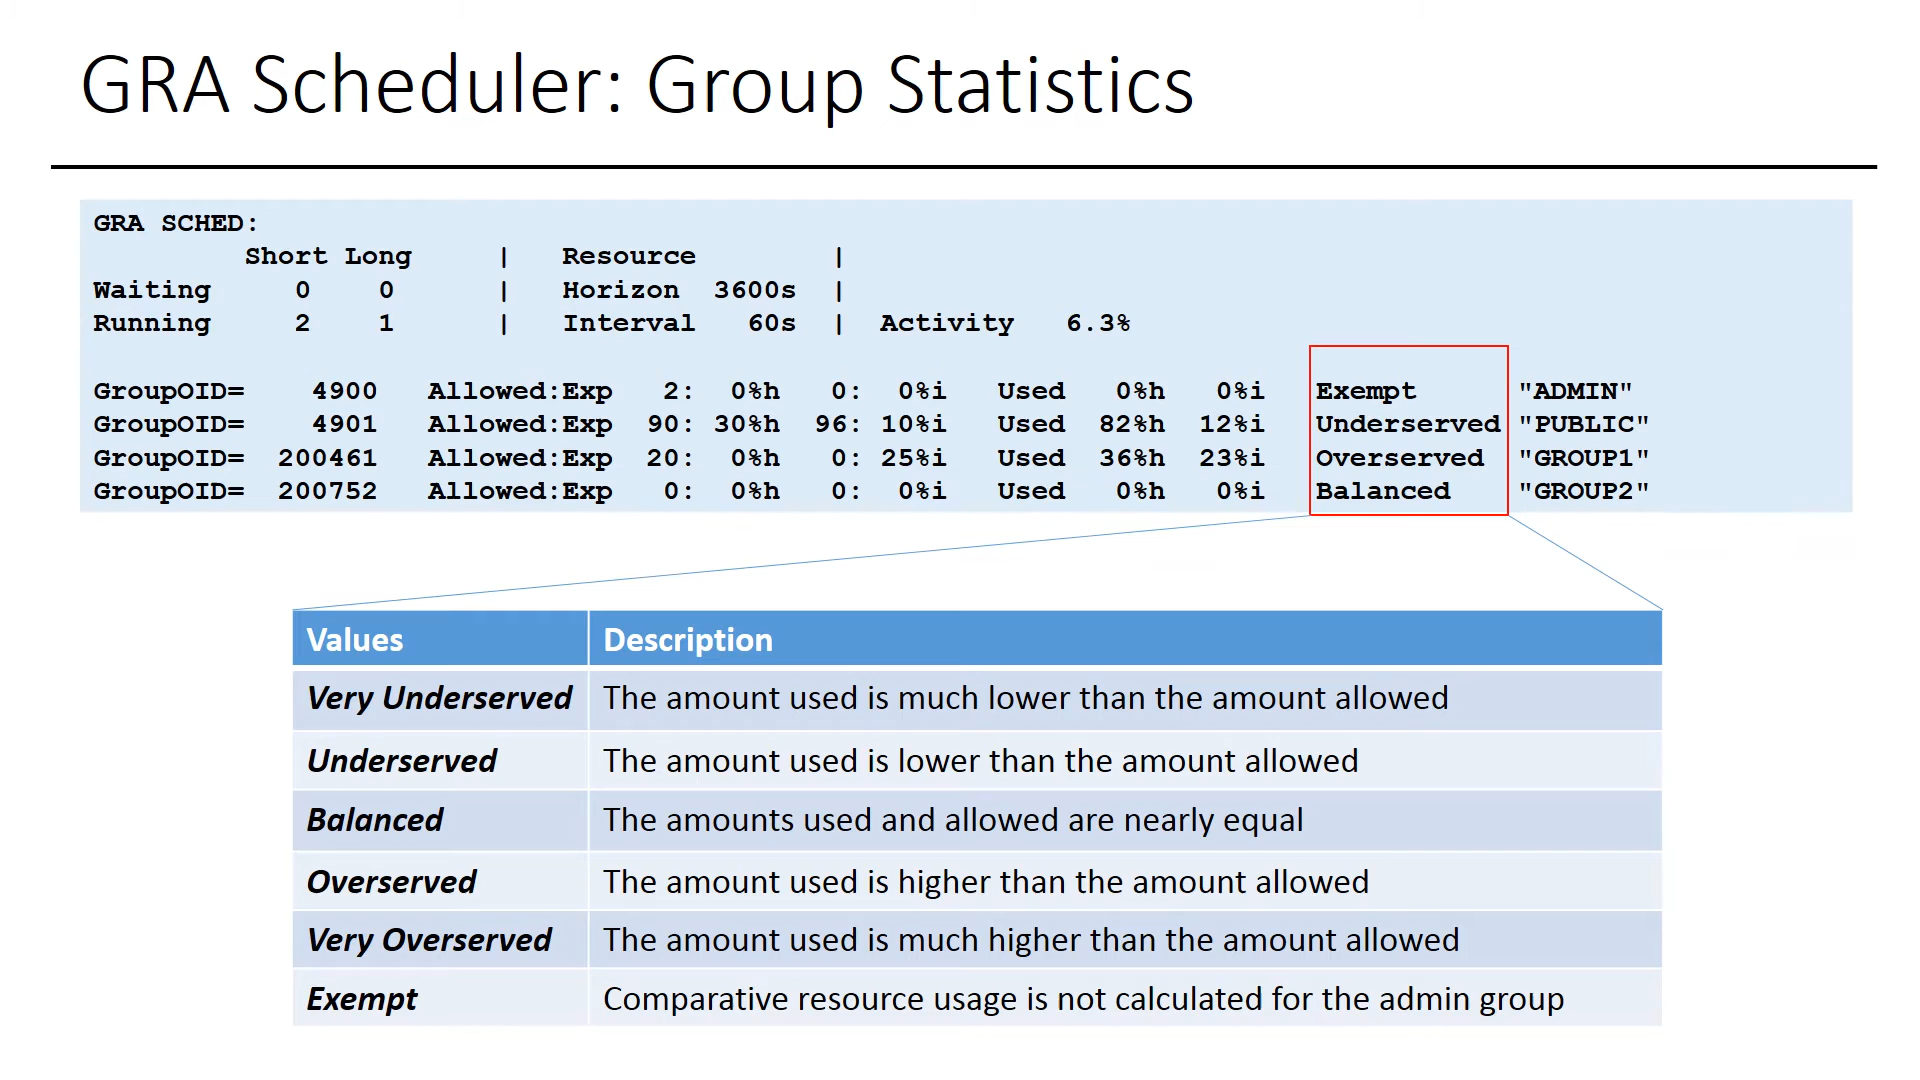 GRA Scheduler: Group Statistics
GRA SCHED:
Short Long | Resource |
Waiting 0 0 | Horizon 3600s |
Running 2 1 | Interval 60s | Activity 6.3%
GroupOID= 4900 Allowed:Exp 2: 0%h 0: 0%i Used 0%h 0%i Exempt "ADMIN"
GroupOID= 4901 Allowed:Exp 90: 30%h 96: 10%i Used 82%h 12%i Underserved "PUBLIC"
GroupOID= 200461 Allowed:Exp 20: 0%h 0: 25%i Used 36%h 23%i Overserved "GROUP1"
GroupOID= 200752 Allowed:Exp 0: 0%h 0: 0%i Used 0%h 0%i Balanced "GROUP2"
Values Description
Very Underserved The amount used is much lower than the amount allowed
Underserved The amount used is lower than the amount allowed
Balanced The amounts used and allowed are nearly equal
Overserved The amount used is higher than the amount allowed
Very Overserved The amount used is much higher than the amount allowed
Exempt Comparative resource usage is not calculated for the admin group